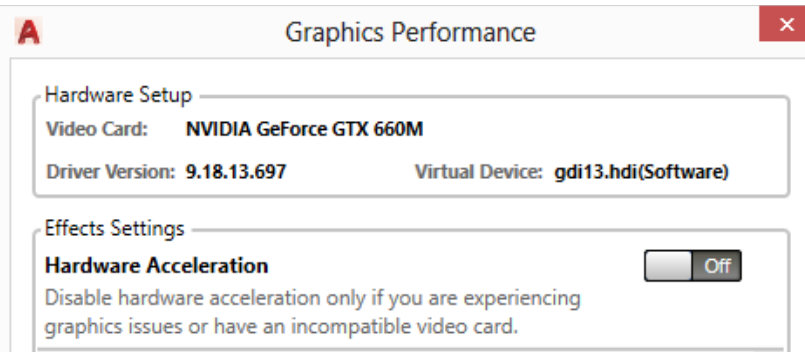 Graphics Performance
Hardware Setup
Video Card: NVIDIA GeForce GTX 660M
Driver Version: 9.18.13.697 Virtual Device: gdi13.hdi(Software)
Effects Settings
Hardware Acceleration Off
Disable hardware acceleration only if you are experiencing
graphics issues or have an incompatible video card.